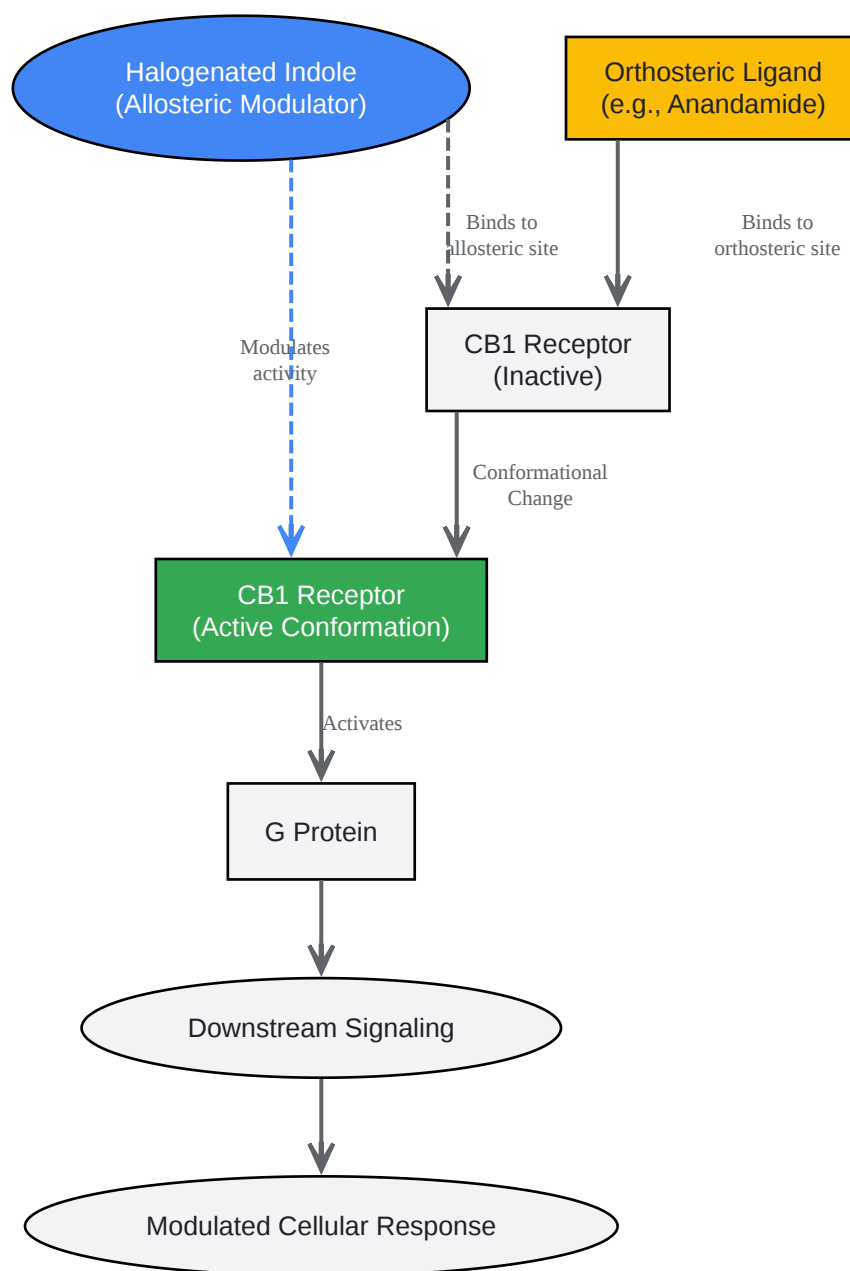 Halogenated Indole
(Allosteric Modulator)
Orthosteric Ligand
(e.g., Anandamide)
Binds to
allosteric site
Binds to
orthosteric site
Modulates
activity
CB1 Receptor
(Inactive)
Conformational
Change
CB1 Receptor
(Active Conformation)
Activates
G Protein
Downstream Signaling
Modulated Cellular Response